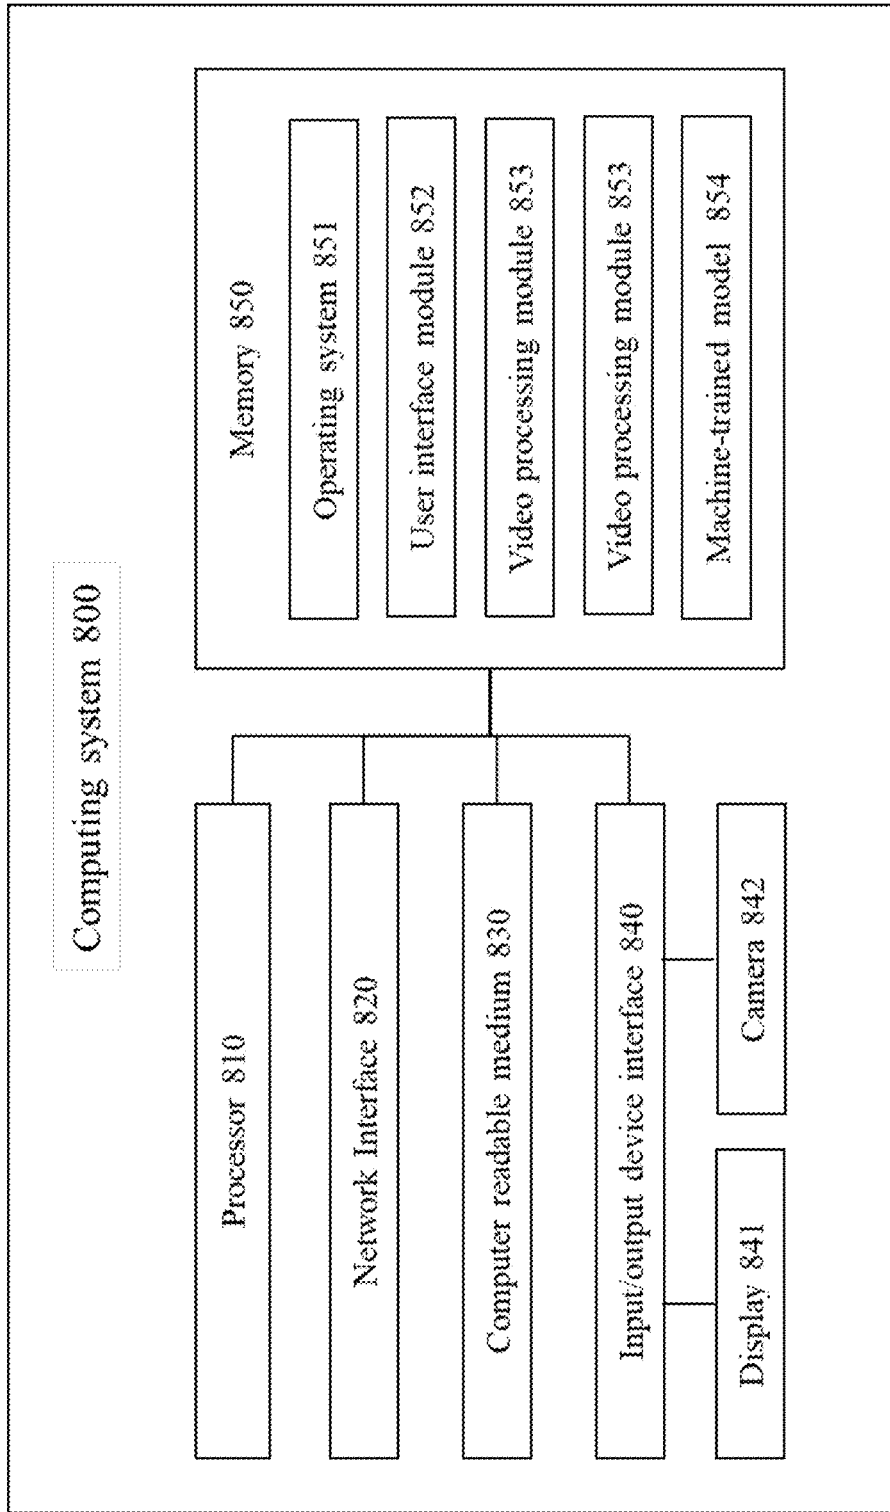 Computing system 800
Processor 810
Network Interface 820
Computer readable medium 830
Input/output device interface 840
Display 841
Camera 842
Memory 850
Operating system 851
User interface module 852
Video processing module 853
Video processing module 853
Machine-trained model 854